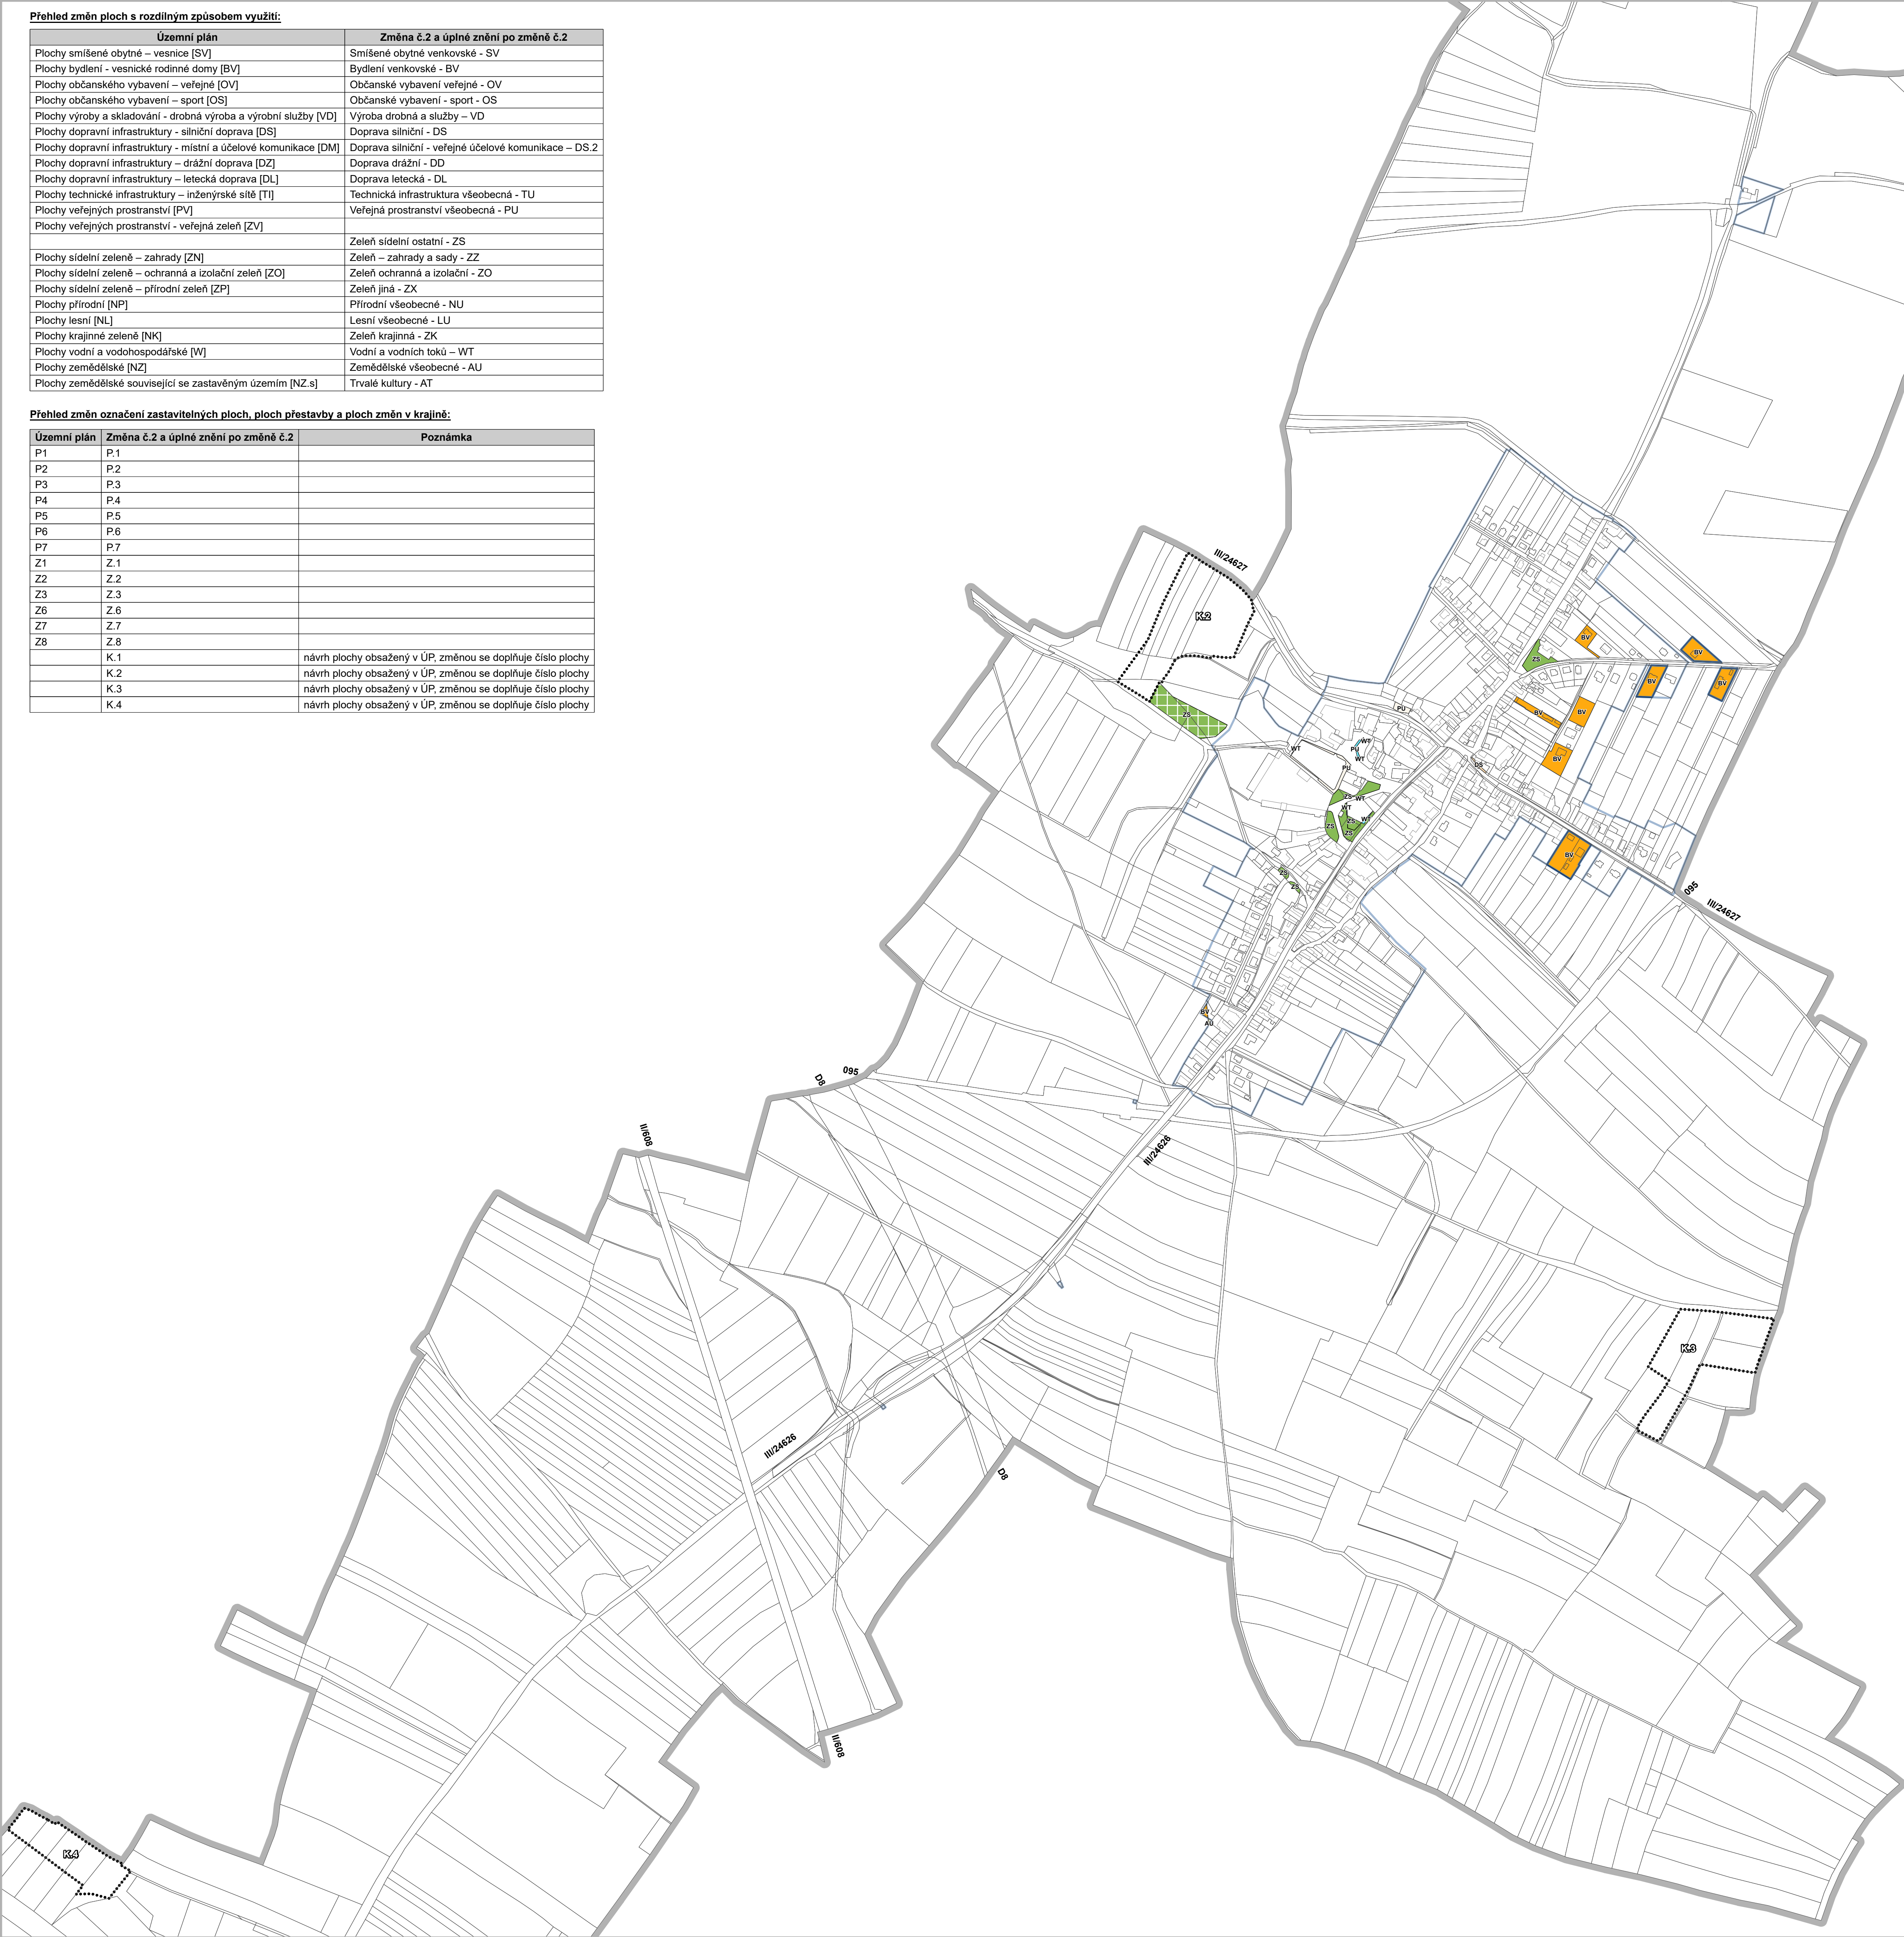 Přehled změn ploch s rozdílným způsobem využití:
Územní plán Změna č.2 a úplné znění po změně č.2
Plochy smíšené obytné – vesnice [SV] Smíšené obytné venkovské - SV
Plochy bydlení - vesnické rodinné domy [BV] Bydlení venkovské - BV
Plochy občanského vybavení – veřejné [OV] Občanské vybavení veřejné - OV
Plochy občanského vybavení – sport [OS] Občanské vybavení - sport - OS
Plochy výroby a skladování - drobná výroba a výrobní služby [VD] Výroba drobná a služby – VD
Plochy dopravní infrastruktury - silniční doprava [DS] Doprava silniční - DS
Plochy dopravní infrastruktury - místní a účelové komunikace [DM] Doprava silniční - veřejné účelové komunikace – DS.2
Plochy dopravní infrastruktury – drážní doprava [DZ] Doprava drážní - DD
Plochy dopravní infrastruktury – letecká doprava [DL] Doprava letecká - DL
Plochy technické infrastruktury – inženýrské sítě [TI] Technická infrastruktura všeobecná - TU
Plochy veřejných prostranství [PV] Veřejná prostranství všeobecná - PU
Plochy veřejných prostranství - veřejná zeleň [ZV]
Zeleň sídelní ostatní - ZS
Plochy sídelní zeleně – zahrady [ZN] Zeleň – zahrady a sady - ZZ
Plochy sídelní zeleně – ochranná a izolační zeleň [ZO] Zeleň ochranná a izolační - ZO
Plochy sídelní zeleně – přírodní zeleň [ZP] Zeleň jiná - ZX
Plochy přírodní [NP] Přírodní všeobecné - NU
Plochy lesní [NL] Lesní všeobecné - LU
Plochy krajinné zeleně [NK] Zeleň krajinná - ZK
Plochy vodní a vodohospodářské [W] Vodní a vodních toků – WT
Plochy zemědělské [NZ] Zemědělské všeobecné - AU
Plochy zemědělské související se zastavěným územím [NZ.s] Trvalé kultury - AT
Přehled změn označení zastavitelných ploch, ploch přestavby a ploch změn v krajině:
Územní plán Změna č.2 a úplné znění po změně č.2 Poznámka
P1 P.1
P2 P.2
P3 P.3
P4 P.4
P5 P.5
P6 P.6
P7 P.7
Z1 Z.1
Z2 Z.2
Z3 Z.3
Z6 Z.6
Z7 Z.7
Z8 Z.8
K.1 návrh plochy obsažený v ÚP, změnou se doplňuje číslo plochy
K.2 návrh plochy obsažený v ÚP, změnou se doplňuje číslo plochy
K.3 návrh plochy obsažený v ÚP, změnou se doplňuje číslo plochy
K.4 návrh plochy obsažený v ÚP, změnou se doplňuje číslo plochy
III/24627
K.2
BV
BV
ZS
BV
BV
PU
ZS
BV
BV
WT
WT
PU
WT
BV
DS
PU
ZS
WT
WT
WT
ZS
ZS
ZS
BV
ZS
ZS
095
III/24627
BV
AU
095
D8
II/608
III/24626
K.3
III/24626
D8
II/608
K.4